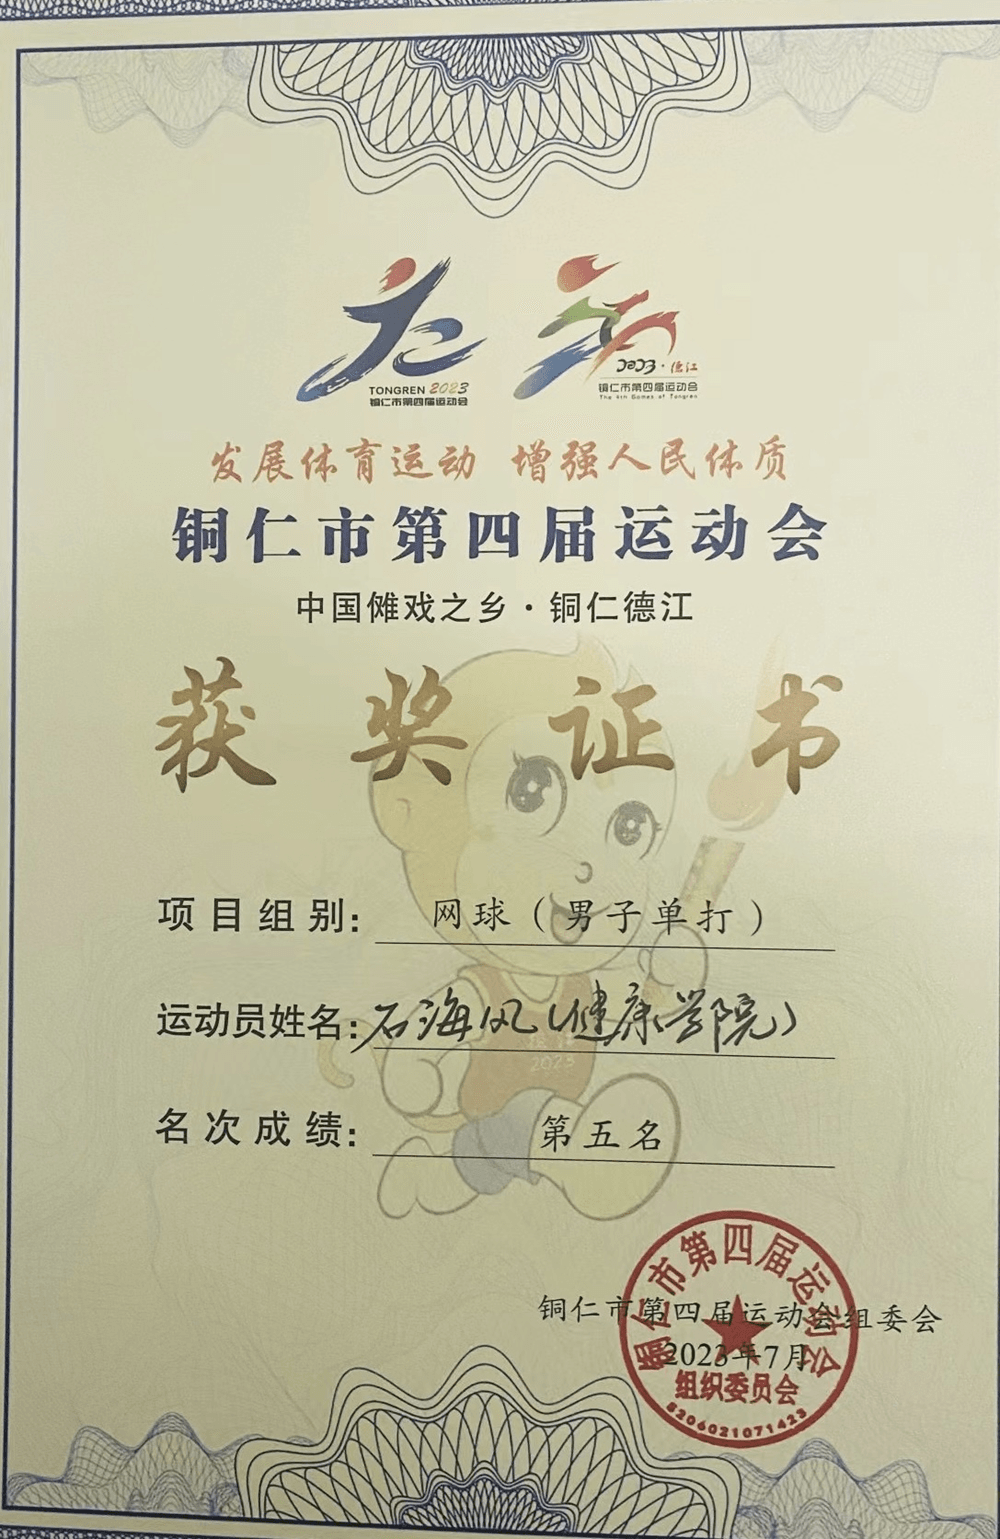 TONGREN 2023
铜仁市第四届运动会
2023·德江
铜仁市第四届运动会
The 4th Games of Tongren
发展体育运动 增强人民体质
铜仁市第四届运动会
中国傩戏之乡·铜仁德江
获奖证书
项目组别: 网球（男子单打）
运动员姓名: 石海风(健康学院)
2023
名次成绩: 第五名
铜仁市第四届运动会
铜仁市第四届运动会组委会
2023年7月
组织委员会
5206021071423